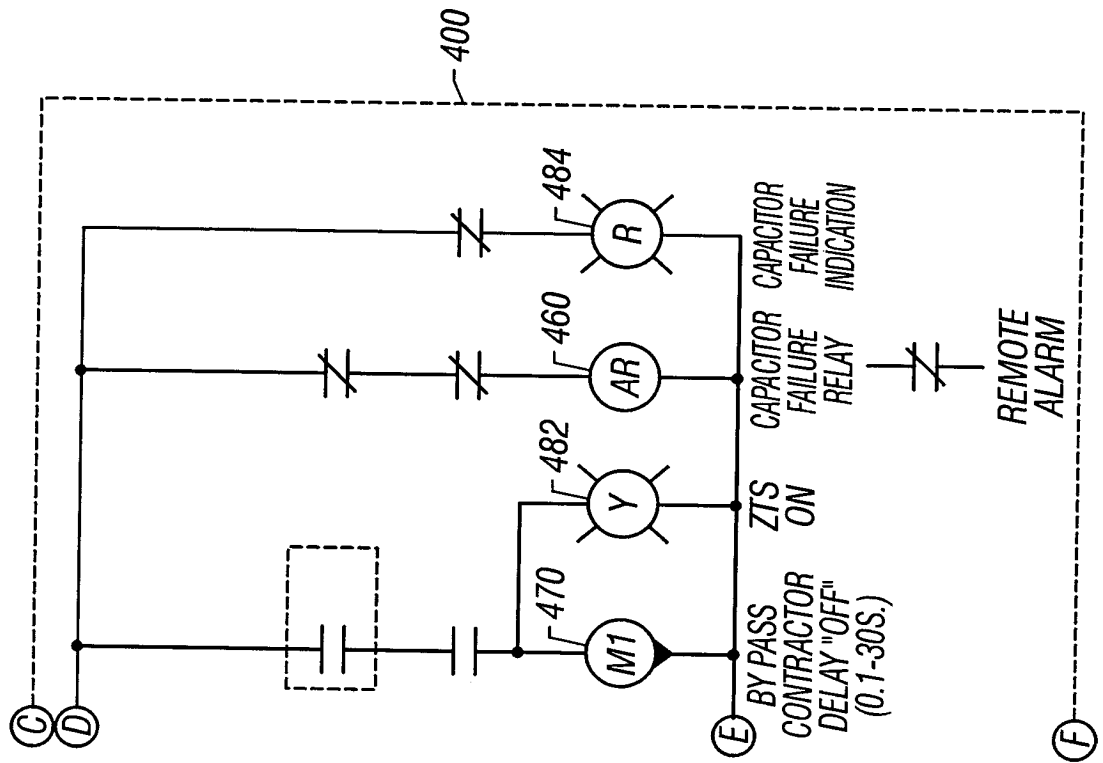 C
D
400
484
R
CAPACITOR
FAILURE
INDICATION
460
AR
CAPACITOR
FAILURE
RELAY
REMOTE
ALARM
482
Y
ZTS
ON
470
M1
BY PASS
CONTRACTOR
DELAY "OFF"
(0.1-30S.)
E
F